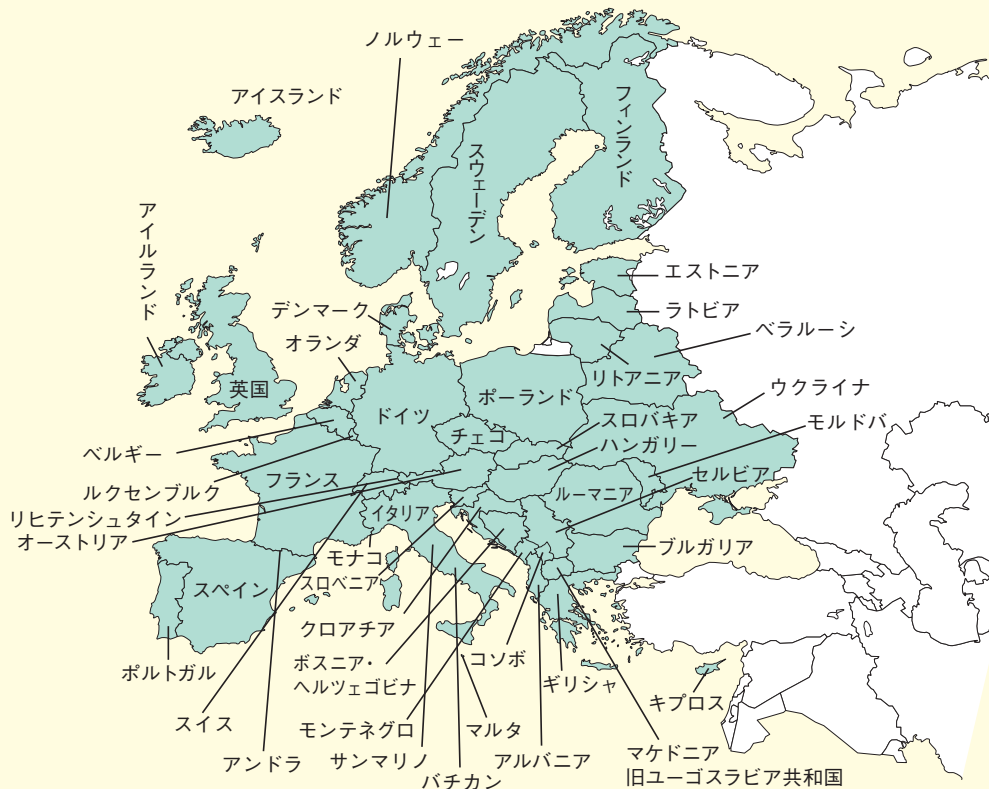 ノルウェー
アイスランド
フィンランド
スウェーデン
アイルランド
エストニア
デンマーク
ラトビア
オランダ
ベラルーシ
リトアニア
英国
ドイツ
ポーランド
ウクライナ
スロバキア
モルドバ
チェコ
ハンガリー
ベルギー
セルビア
フランス
ルクセンブルク
ルーマニア
リヒテンシュタイン
イタリア
オーストリア
モナコ
ブルガリア
スロベニア
スペイン
クロアチア
ポルトガル
ボスニア・
ヘルツェゴビナ
コソボ
ギリシャ
キプロス
スイス
モンテネグロ
マルタ
アンドラ
サンマリノ
アルバニア
マケドニア
旧ユーゴスラビア共和国
バチカン